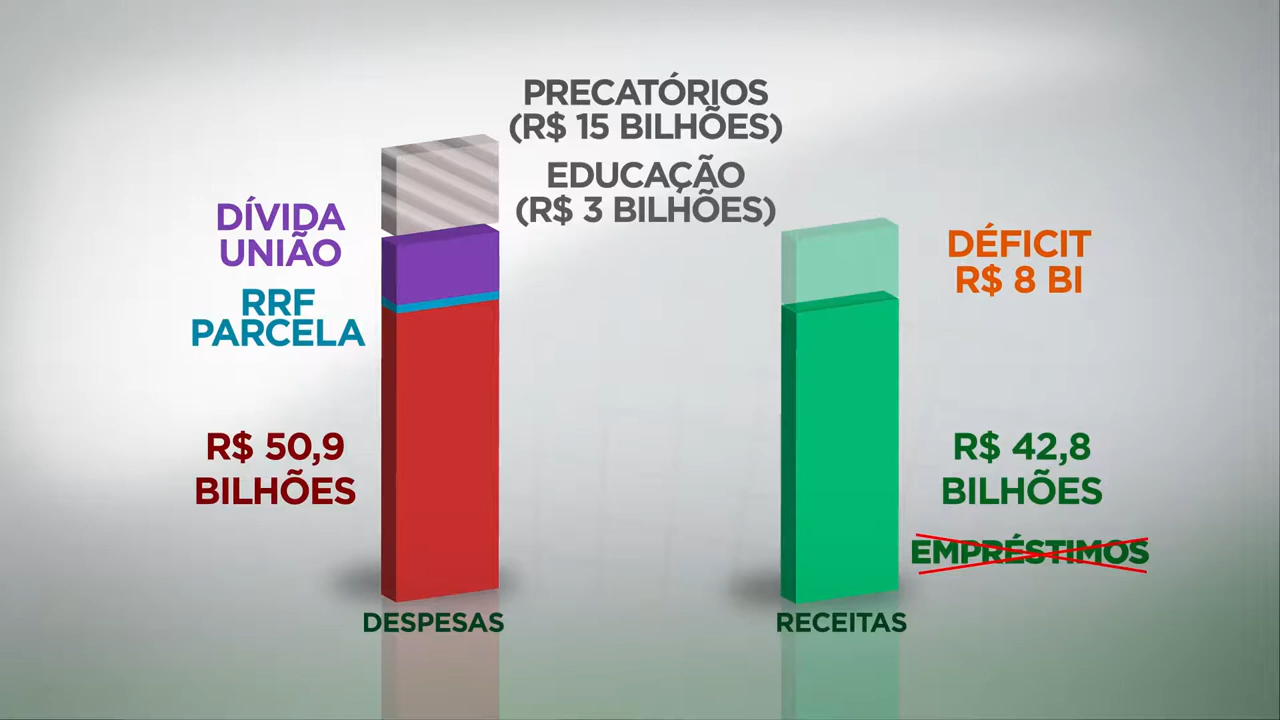 PRECATÓRIOS
(R$ 15 BILHÕES)
EDUCAÇÃO
(R$ 3 BILHÕES)
DÍVIDA
UNIÃO
RRF
PARCELA
R$ 50,9
BILHÕES
DESPESAS
DÉFICIT
R$ 8 BI
R$ 42,8
BILHÕES
EMPRÉSTIMOS
RECEITAS